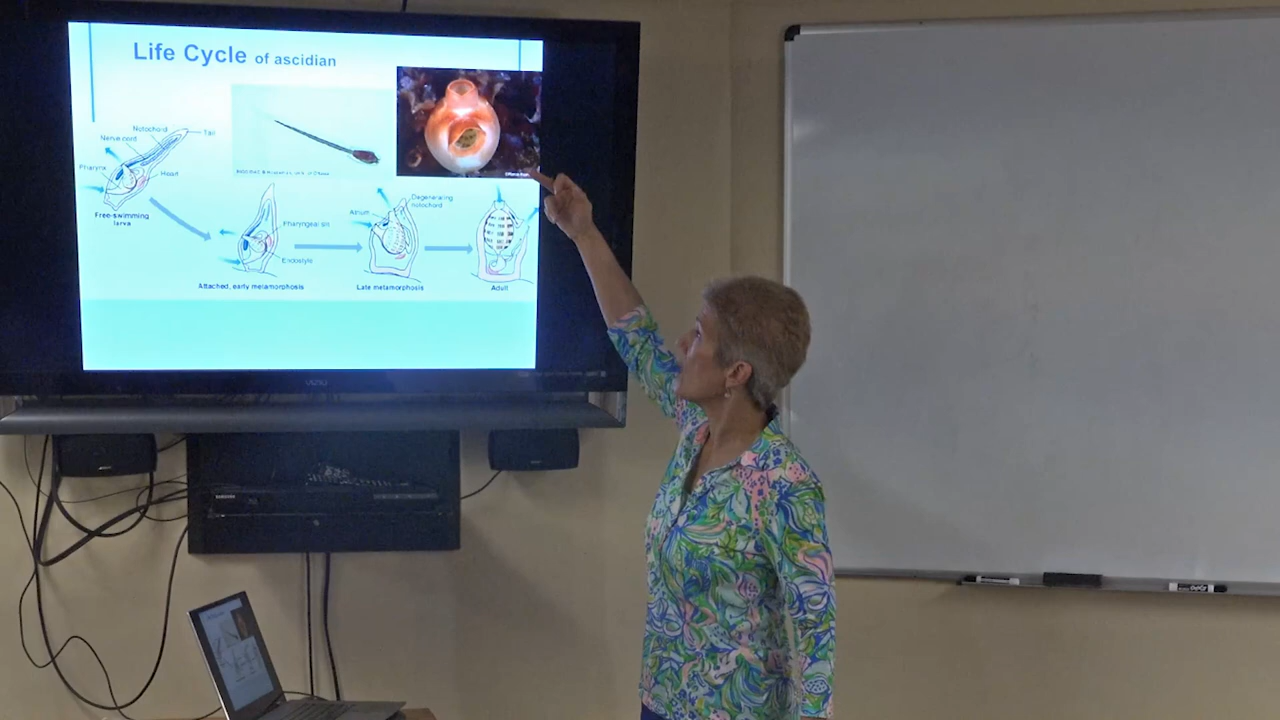 Life Cycle of ascidian
Notochord
Nerve cord
Tail
Pharynx
Heart
Free-swimming
larva
Pharyngeal slit
Endostyle
Attached, early metamorphosis
Atrium
Degenerating
notochord
Late metamorphosis
Adult
VIZIO